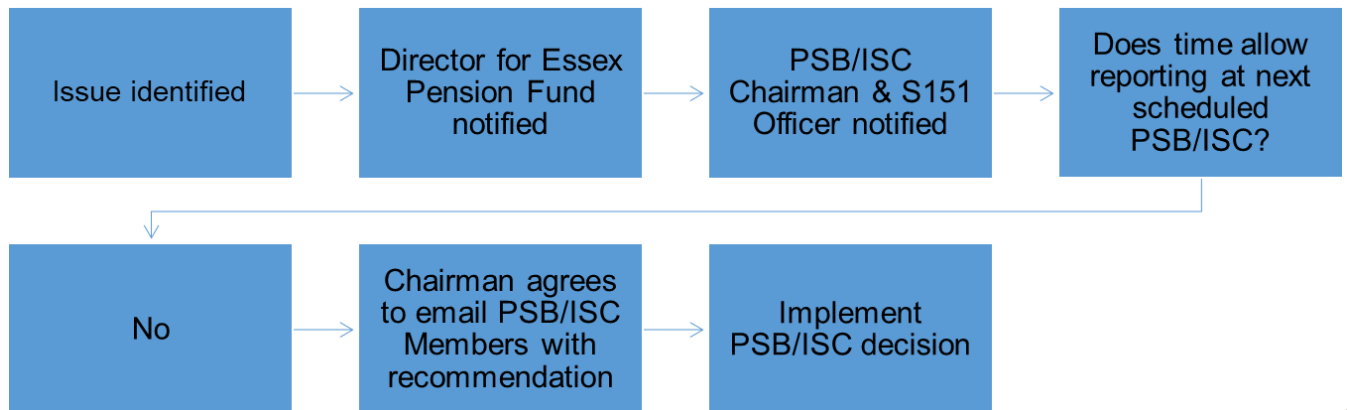 Issue identified
Director for Essex
Pension Fund
notified
PSB/ISC
Chairman & S151
Officer notified
Does time allow
reporting at next
scheduled
PSB/ISC?
No
Chairman agrees
to email PSB/ISC
Members with
recommendation
Implement
PSB/ISC decision